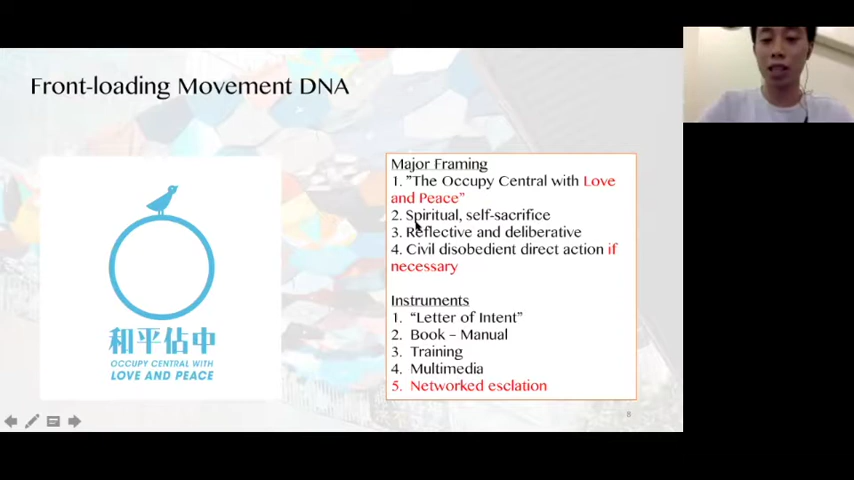 Front-loading Movement DNA
和平佔中
OCCUPY CENTRAL WITH
LOVE AND PEACE
Major Framing
1. ”The Occupy Central with Love
and Peace”
2. Spiritual, self-sacrifice
3. Reflective and deliberative
4. Civil disobedient direct action if
necessary
Instruments
1. “Letter of Intent”
2. Book – Manual
3. Training
4. Multimedia
5. Networked esclation
8